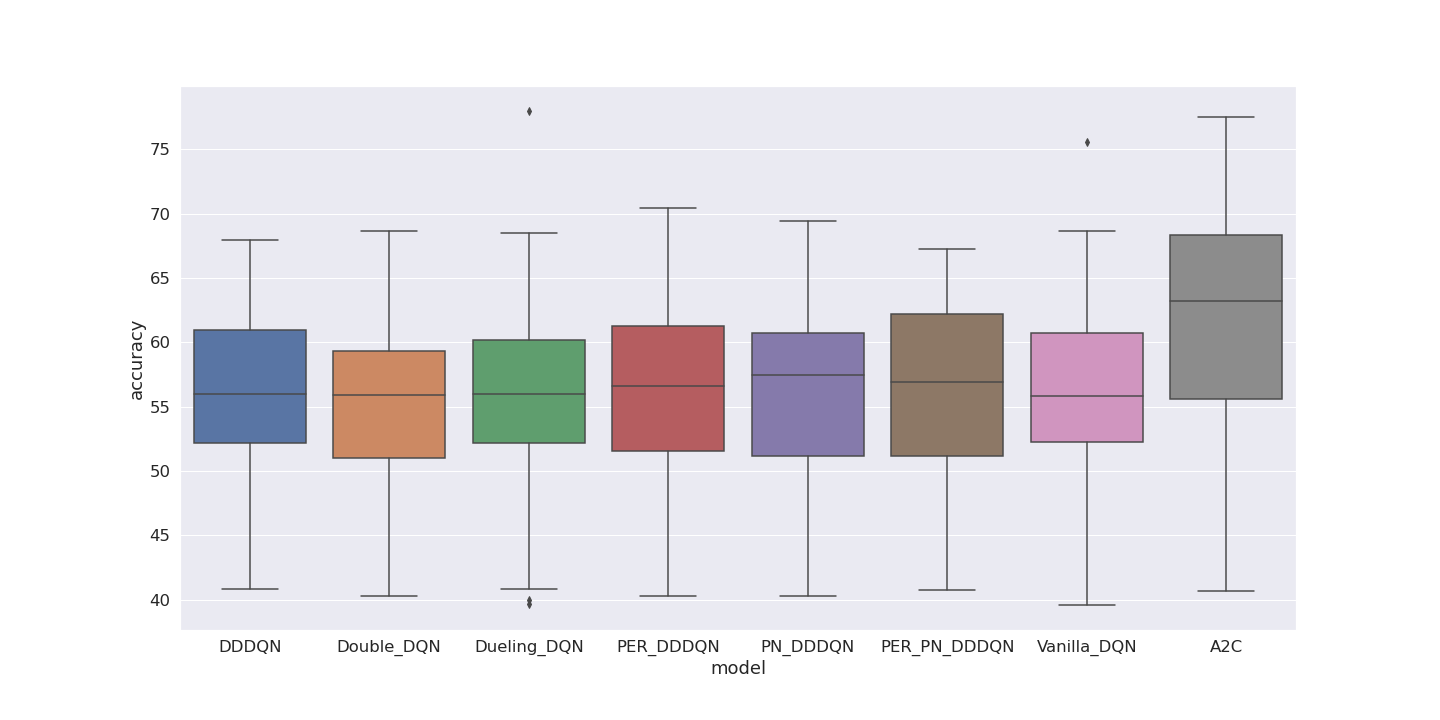 75
70
65
60
55
50
45
40
accuracy
DDDQN Double_DQN Dueling_DQN PER_DDDQN PN_DDDQN PER_PN_DDDQN Vanilla_DQN A2C
model